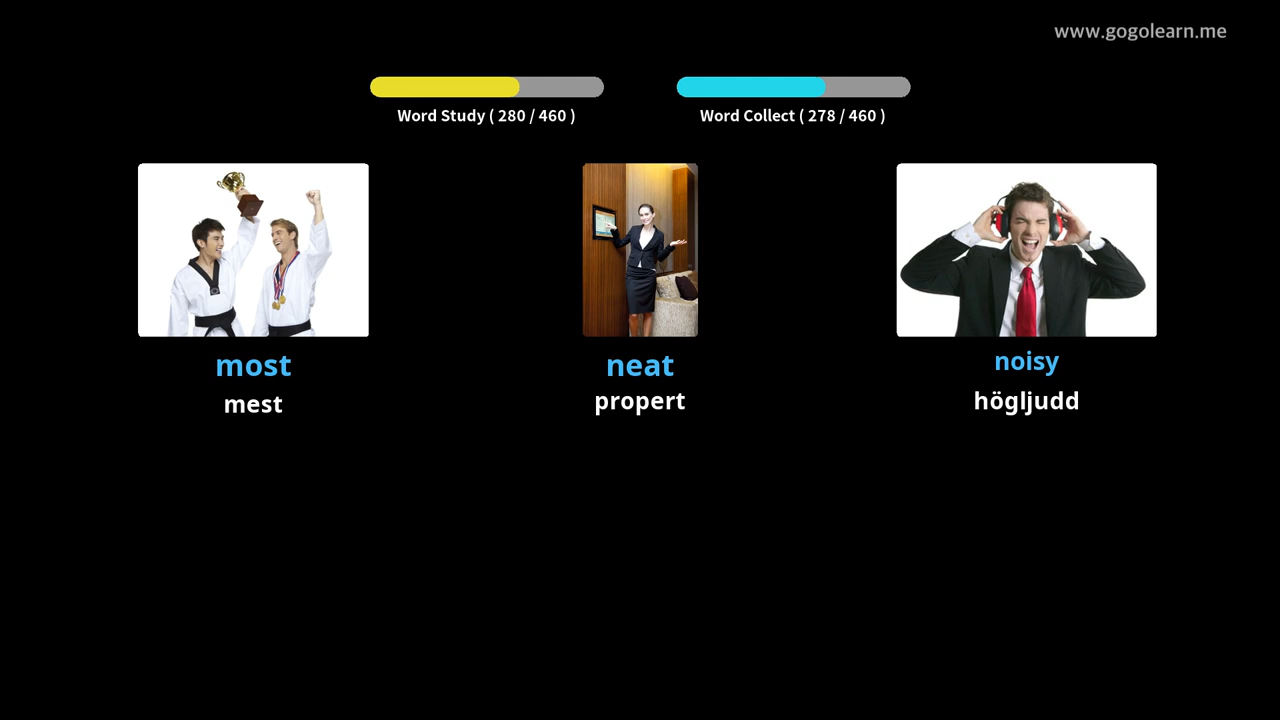 www.gogolearn.me
Word Study ( 280 / 460 )
Word Collect ( 278 / 460 )
most
mest
neat
propert
noisy
högljudd